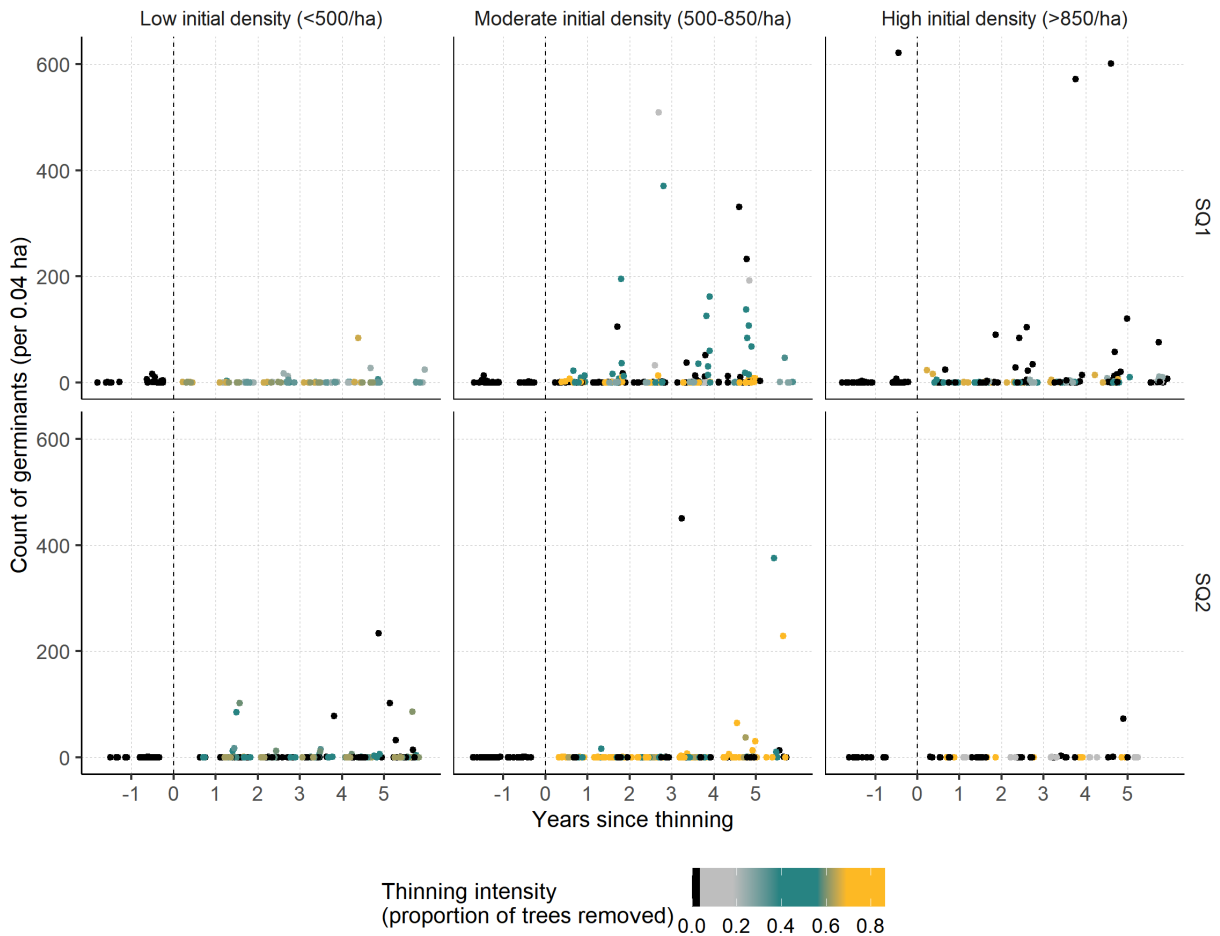 Low initial density (<500/ha)
Moderate initial density (500-850/ha)
High initial density (>850/ha)
Count of germinants (per 0.04 ha)
600
400
200
0
SQ1
600
400
200
0
SQ2
-1 0 1 2 3 4 5
-1 0 1 2 3 4 5
-1 0 1 2 3 4 5
Years since thinning
Thinning intensity
(proportion of trees removed)
0.0 0.2 0.4 0.6 0.8